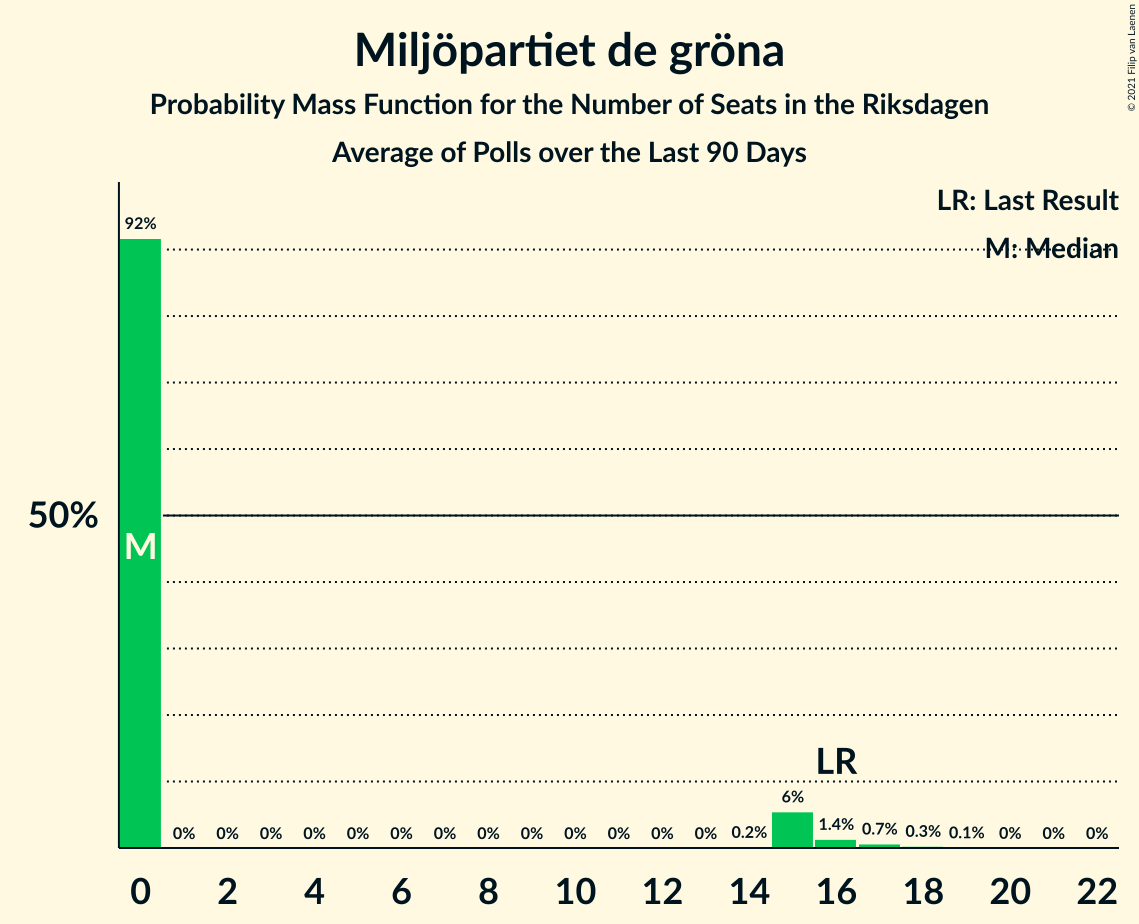 Miljöpartiet de gröna
Probability Mass Function for the Number of Seats in the Riksdagen
Average of Polls over the Last 90 Days
© 2021 Filip van Laenen
LR: Last Result
M: Median
92%
50%
M
LR
0% 0% 0% 0% 0% 0% 0% 0% 0% 0% 0% 0% 0% 0.2% 6% 1.4% 0.7% 0.3% 0.1% 0% 0% 0%
0 2 4 6 8 10 12 14 16 18 20 22